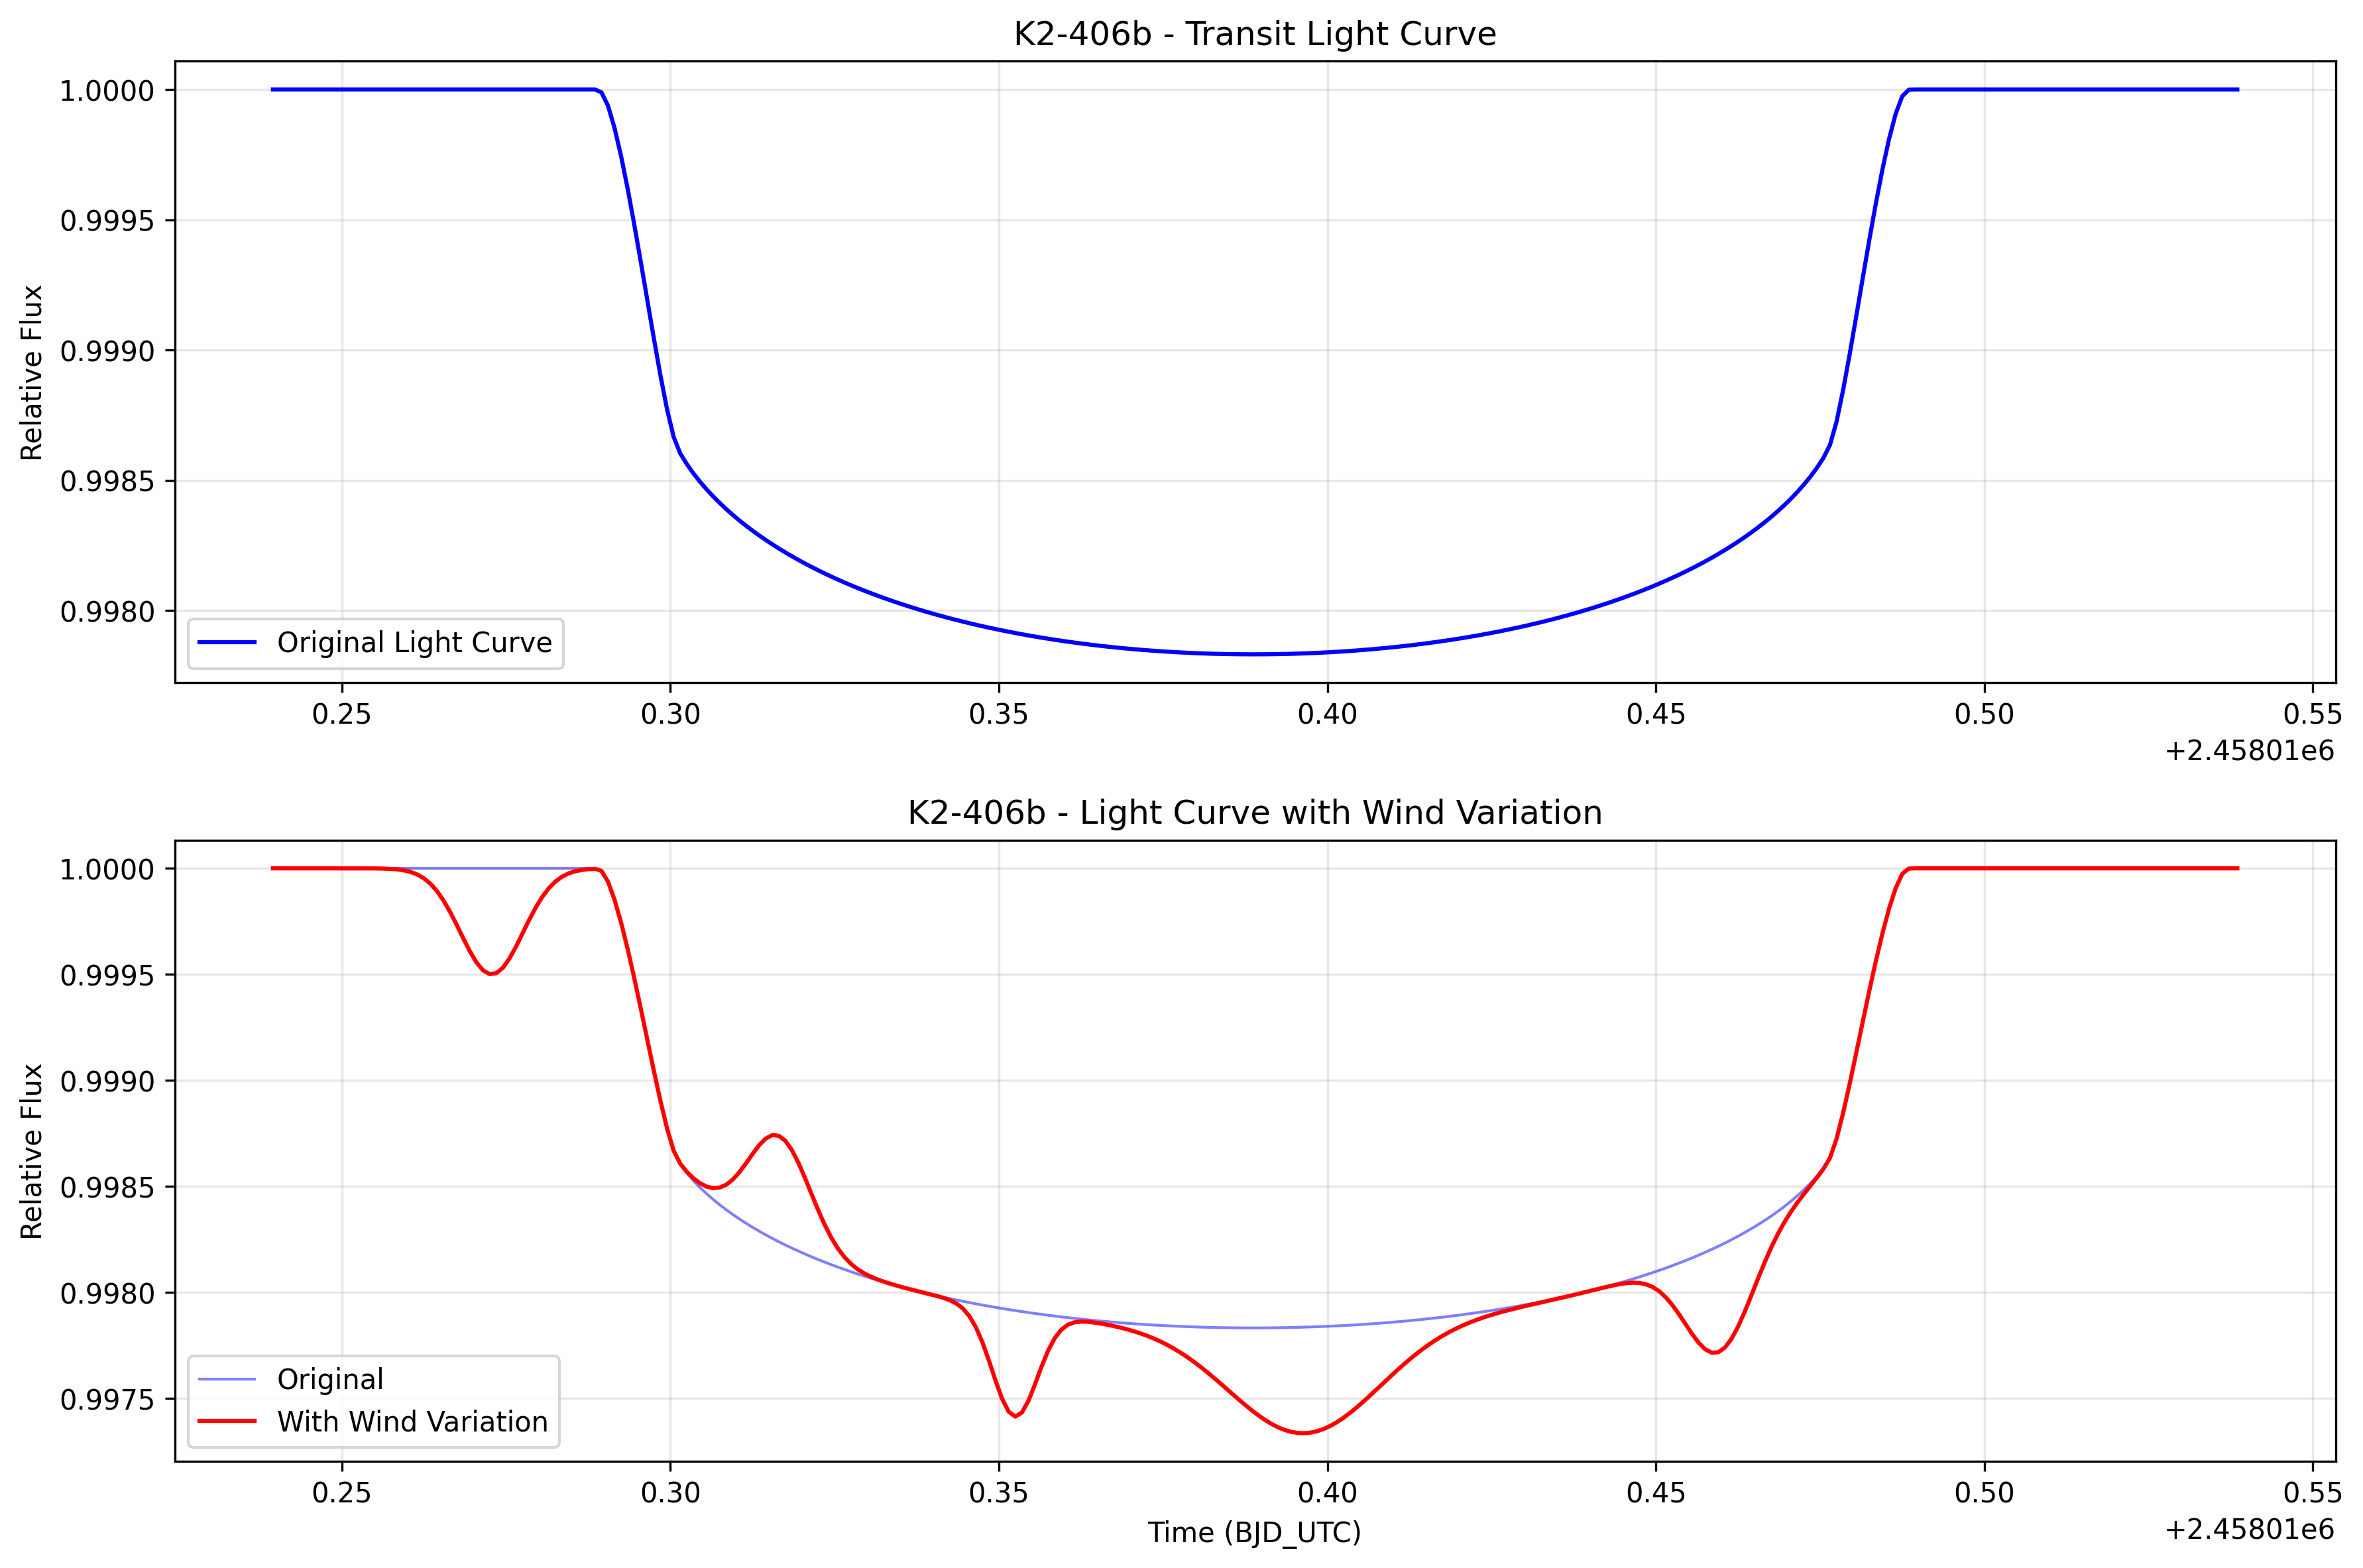 K2-406b - Transit Light Curve
Relative Flux
1.0000
0.9995
0.9990
0.9985
0.9980
Original Light Curve
0.25 0.30 0.35 0.40 0.45 0.50 0.55
+2.45801e6
K2-406b - Light Curve with Wind Variation
Relative Flux
1.0000
0.9995
0.9990
0.9985
0.9980
0.9975
Original
With Wind Variation
0.25 0.30 0.35 0.40 0.45 0.50 0.55
+2.45801e6
Time (BJD_UTC)